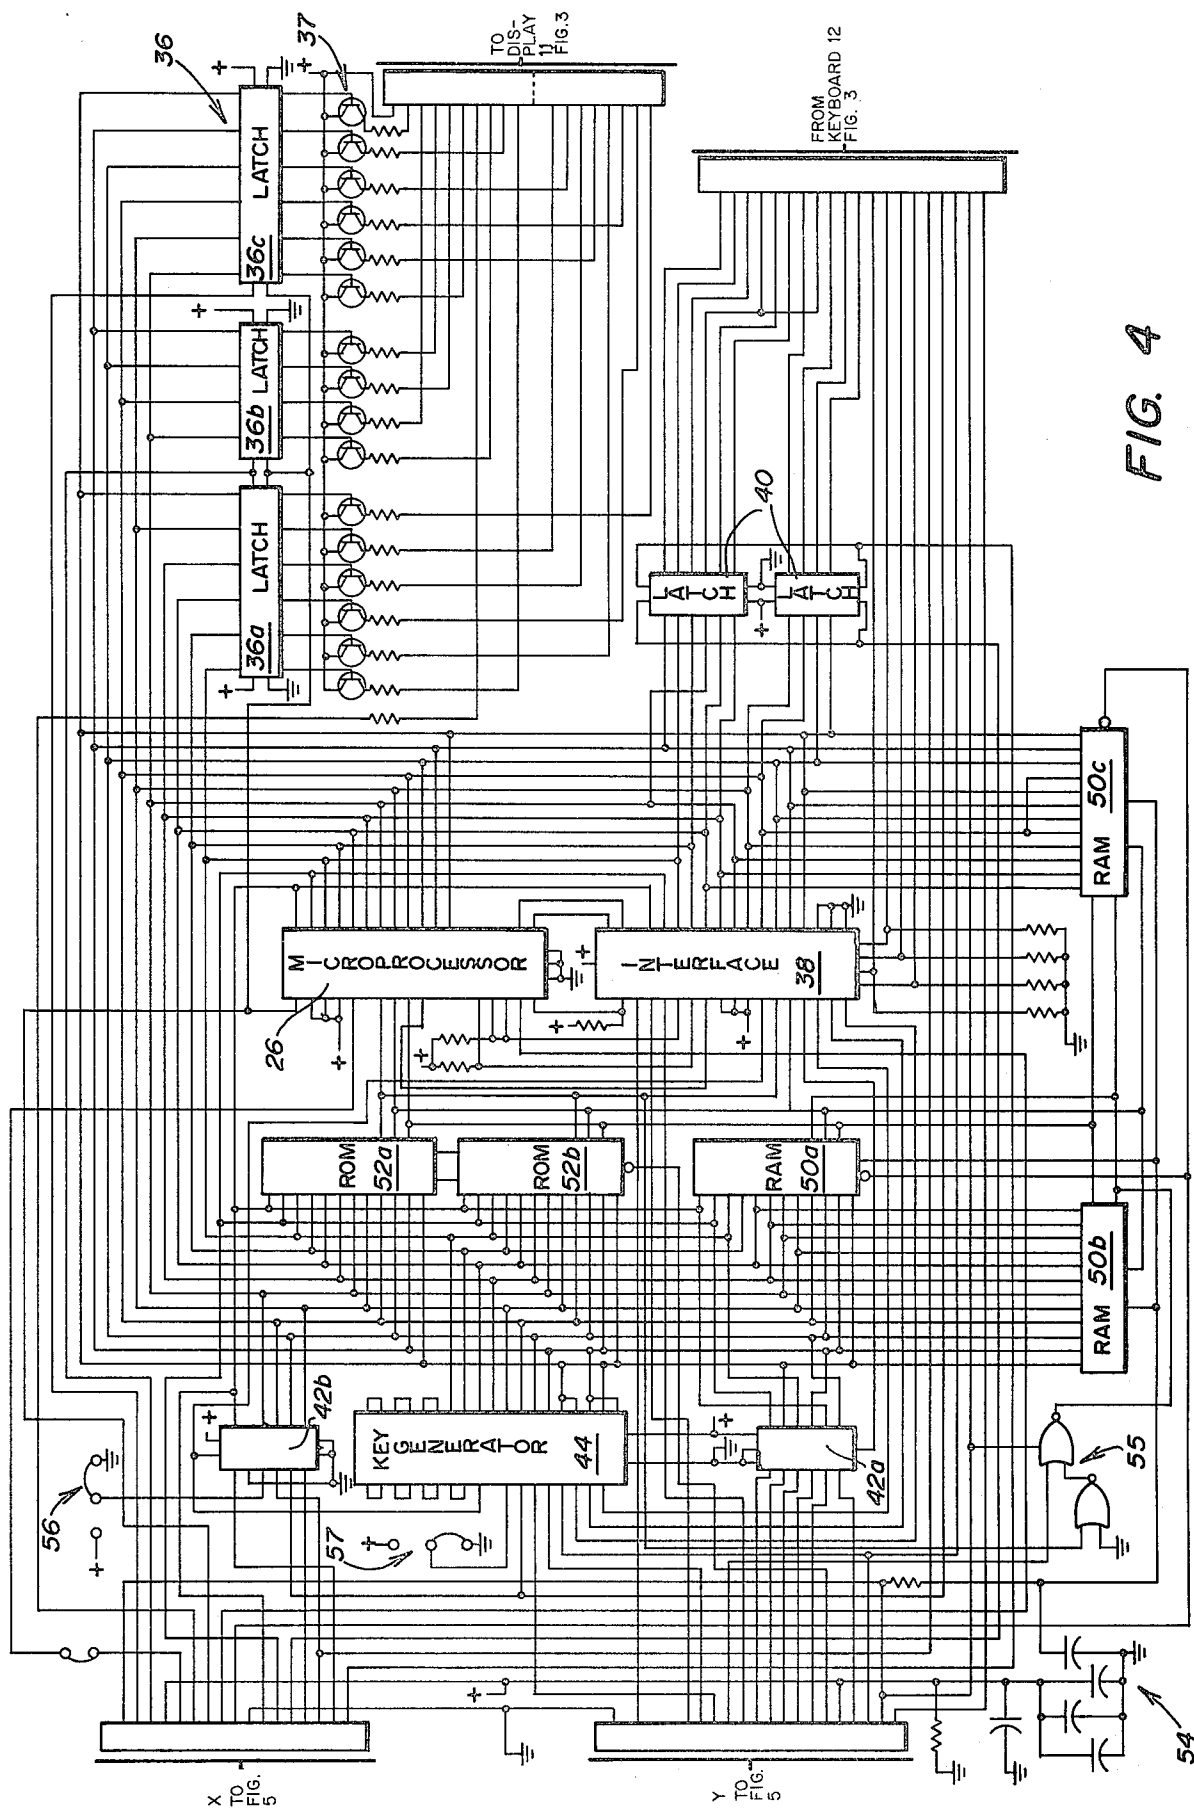 36
37
LATCH
36c
LATCH
36b
LATCH
36a
TO
DIS-
PLAY
11
FIG.3
FROM
KEYBOARD 12
FIG. 3
FIG. 4
40
LATCH
LATCH
MICROPROCESSOR
26
INTERFACE
38
RAM 50c
ROM
52a
ROM
52b
RAM
50a
RAM 50b
42b
KEY
GENERATOR
44
42a
56
57
55
54
X
TO
FIG.
5
Y
TO
FIG.
5